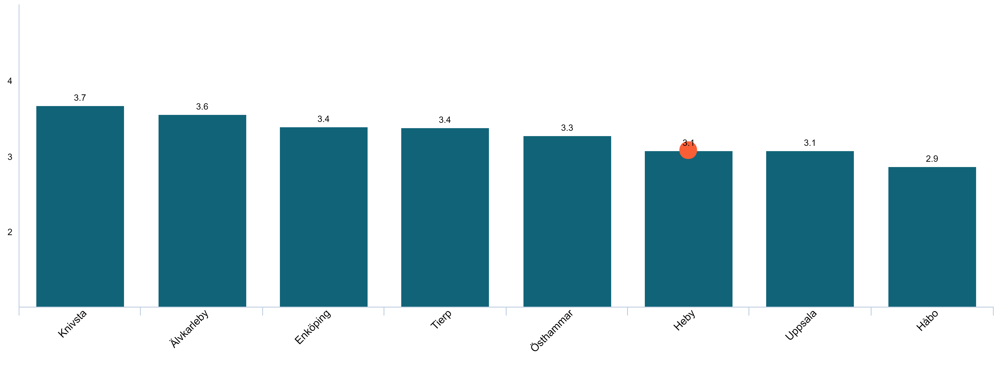 4
3
2
3.7
3.6
3.4
3.4
3.3
3.1
3.1
2.9
Knivsta
Älvkarleby
Enköping
Tierp
Östhammar
Heby
Uppsala
Håbo